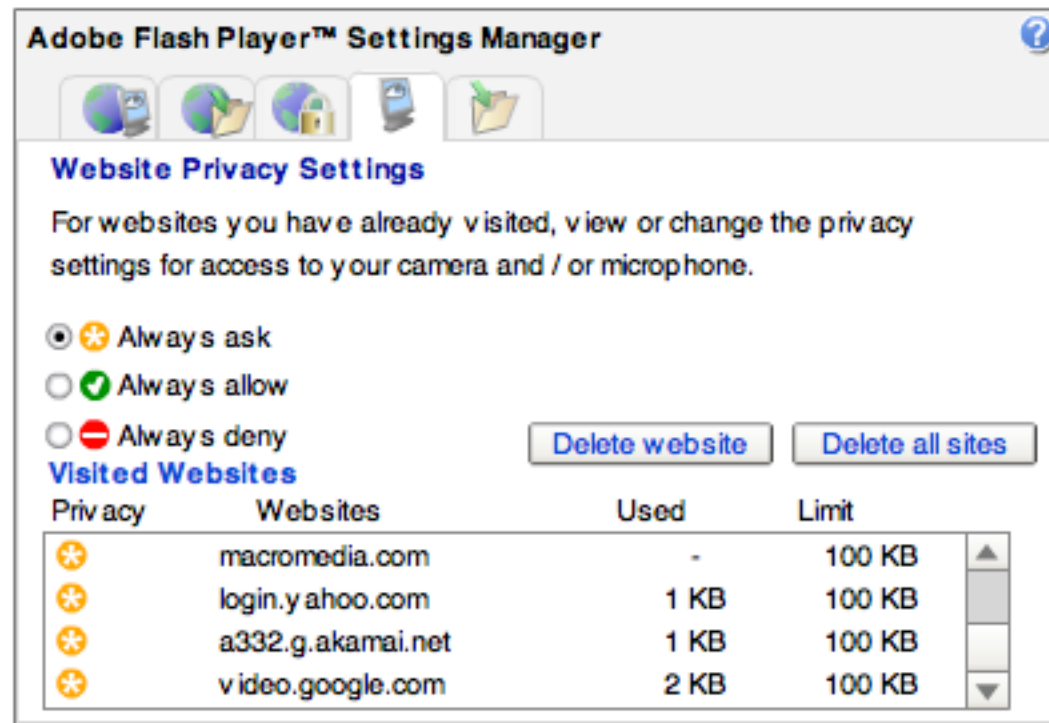 Adobe Flash Player™ Settings Manager
?
Website Privacy Settings
For websites you have already visited, view or change the privacy
settings for access to your camera and / or microphone.
Always ask
Always allow
Always deny
Delete website Delete all sites
Visited Websites
Privacy Websites Used Limit
macromedia.com - 100 KB
login.yahoo.com 1 KB 100 KB
a332.g.akamai.net 1 KB 100 KB
video.google.com 2 KB 100 KB